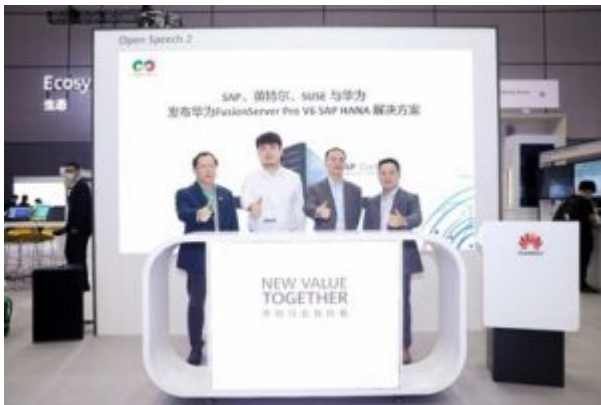 Open Speech 2
Ecosy
生态
SAP、英特尔、SUSE 与华为
发布华为FusionServer Pro V6 SAP HANA 解决方案
SAP
NEW VALUE
TOGETHER
HUAWEI